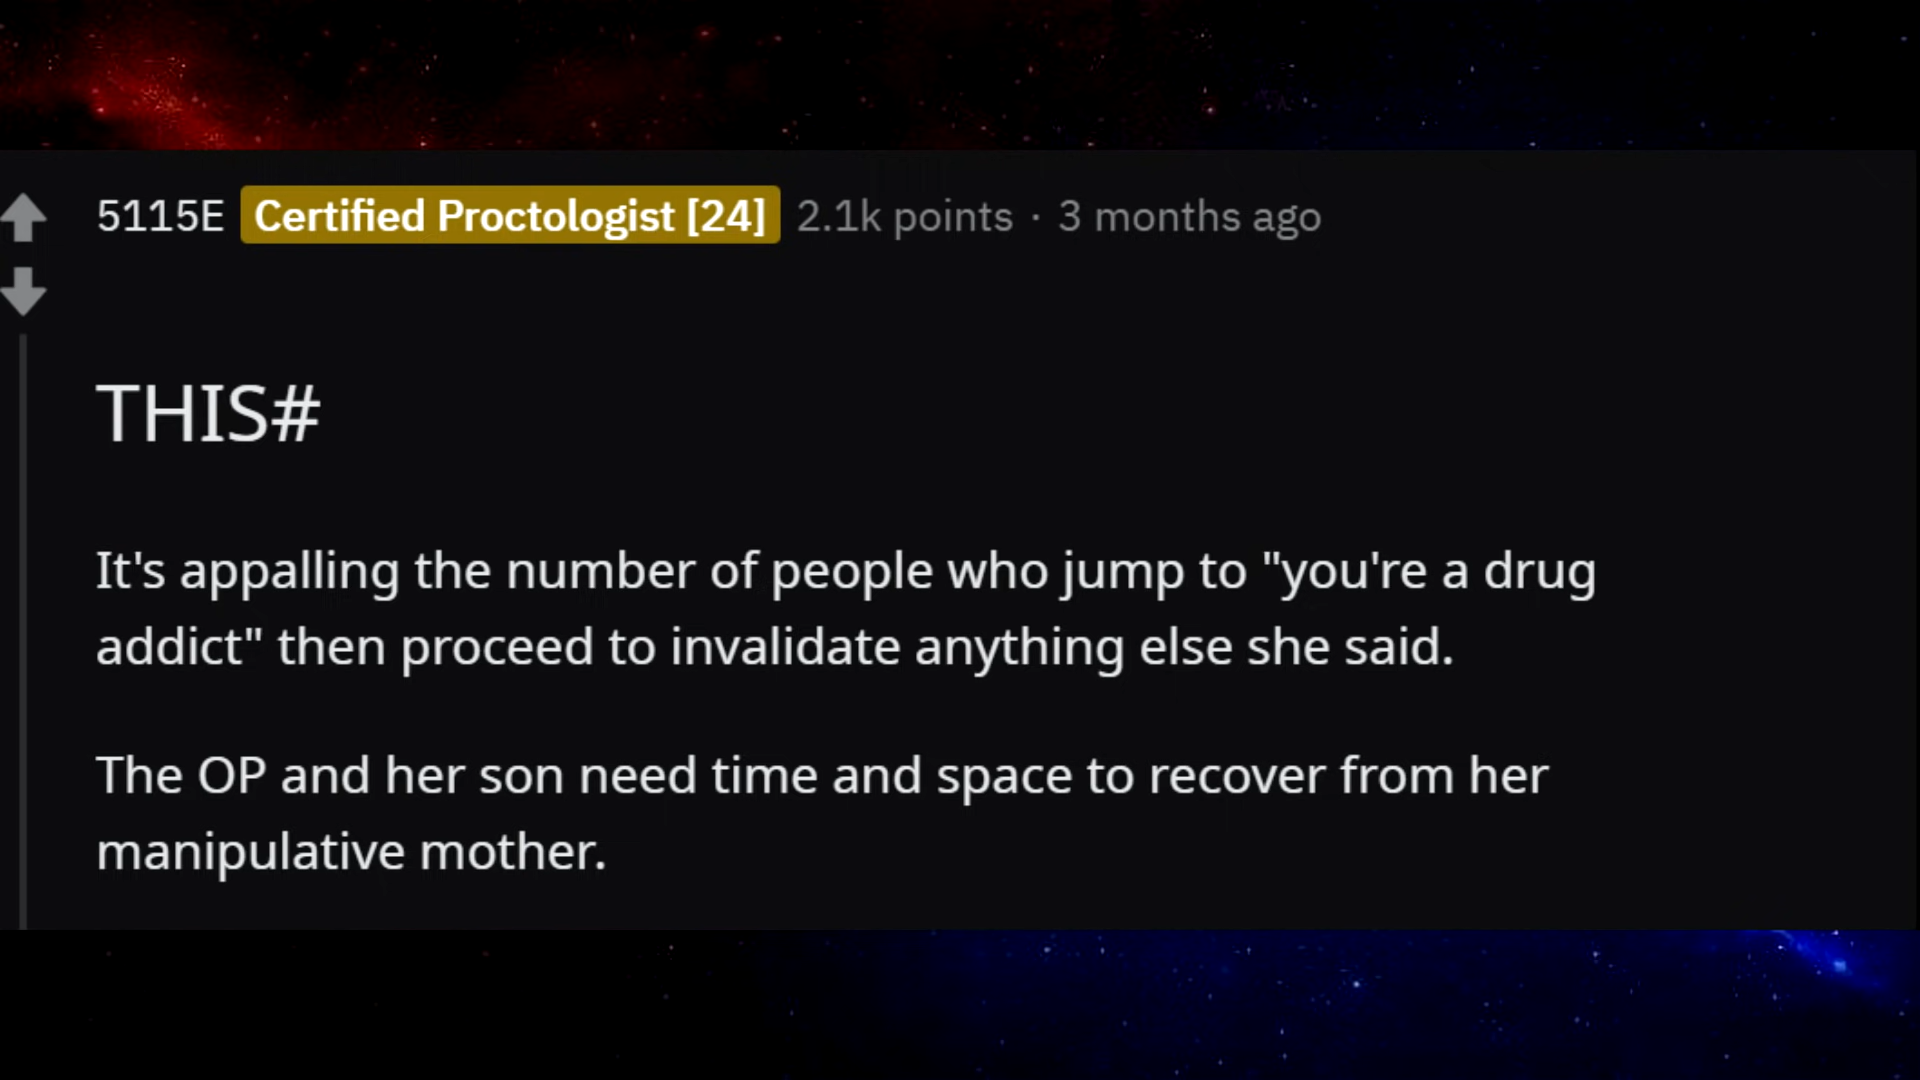 5115E Certified Proctologist [24] 2.1k points · 3 months ago
THIS#
It's appalling the number of people who jump to "you're a drug
addict" then proceed to invalidate anything else she said.
The OP and her son need time and space to recover from her
manipulative mother.